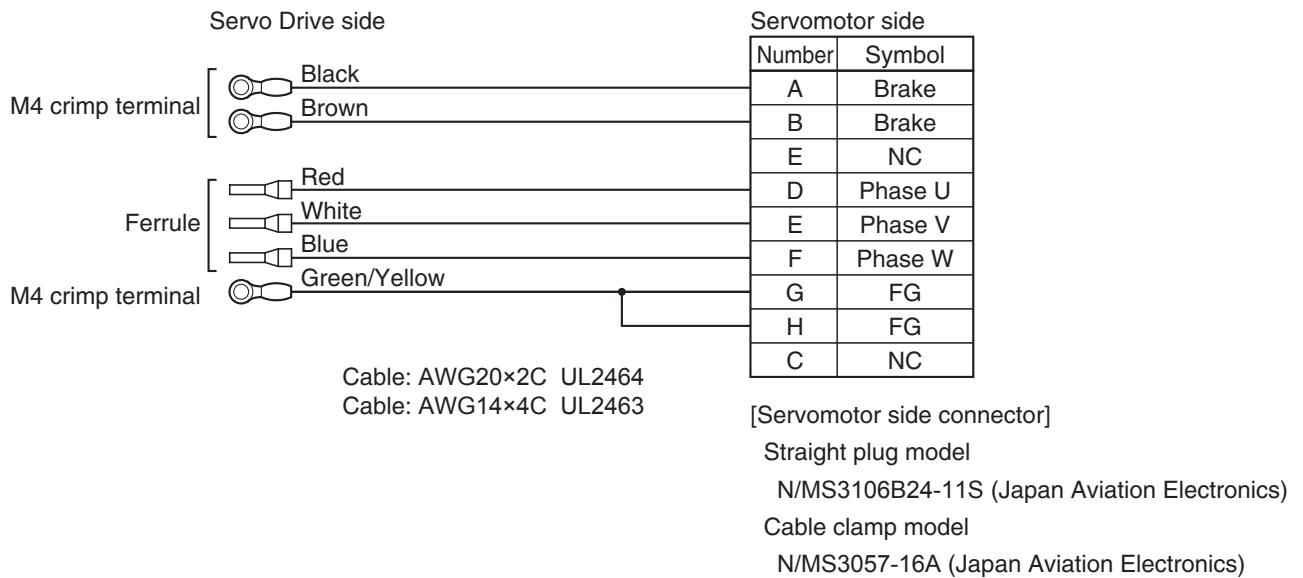 Servo Drive side
Servomotor side
Number Symbol
M4 crimp terminal
Black
A Brake
Brown
B Brake
E NC
Ferrule
Red
D Phase U
White
E Phase V
Blue
F Phase W
M4 crimp terminal
Green/Yellow
G FG
H FG
C NC
Cable: AWG20×2C UL2464
Cable: AWG14×4C UL2463
[Servomotor side connector]
Straight plug model
N/MS3106B24-11S (Japan Aviation Electronics)
Cable clamp model
N/MS3057-16A (Japan Aviation Electronics)